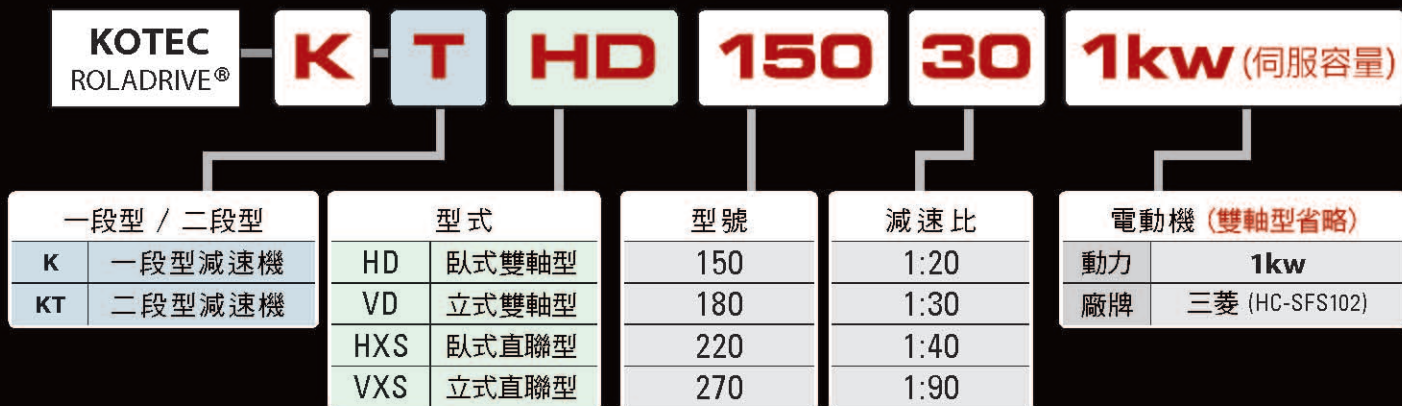 KOTEC
ROLADRIVE®
K T HD 150 30 1kw (伺服容量)
一段型 / 二段型
K 一段型減速機
KT 二段型減速機
型式
HD 臥式雙軸型
VD 立式雙軸型
HXS 臥式直聯型
VXS 立式直聯型
型號
150
180
220
270
減速比
1:20
1:30
1:40
1:90
電動機 (雙軸型省略)
動力 1kw
廠牌 三菱 (HC-SFS102)